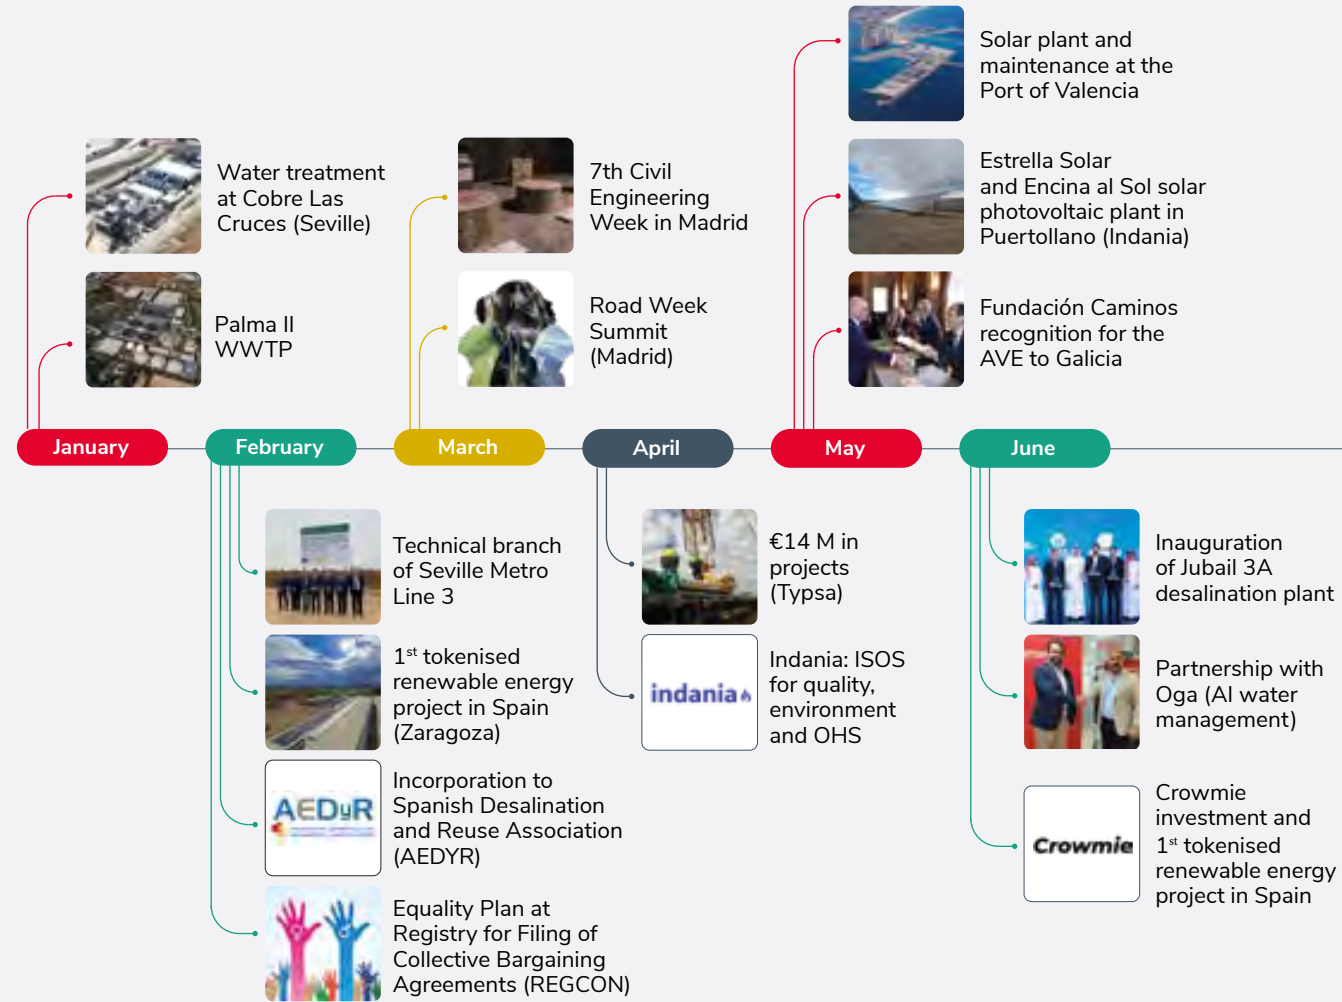 Solar plant and
maintenance at the
Port of Valencia
Water treatment
at Cobre Las
Cruces (Seville)
7th Civil
Engineering
Week in Madrid
Estrella Solar
and Encina al Sol solar
photovoltaic plant in
Puertollano (Indania)
Palma II
WWTP
Road Week
Summit
(Madrid)
Fundación Caminos
recognition for the
AVE to Galicia
January
February
March
April
May
June
Technical branch
of Seville Metro
Line 3
€14 M in
projects
(Typsa)
Inauguration
of Jubail 3A
desalination plant
1st tokenised
renewable energy
project in Spain
(Zaragoza)
indania
Indania: ISOS
for quality,
environment
and OHS
Partnership with
Oga (AI water
management)
AEDyR
Incorporation to
Spanish Desalination
and Reuse Association
(AEDYR)
Crowmie
Crowmie
investment and
1st tokenised
renewable energy
project in Spain
Equality Plan at
Registry for Filing of
Collective Bargaining
Agreements (REGCON)